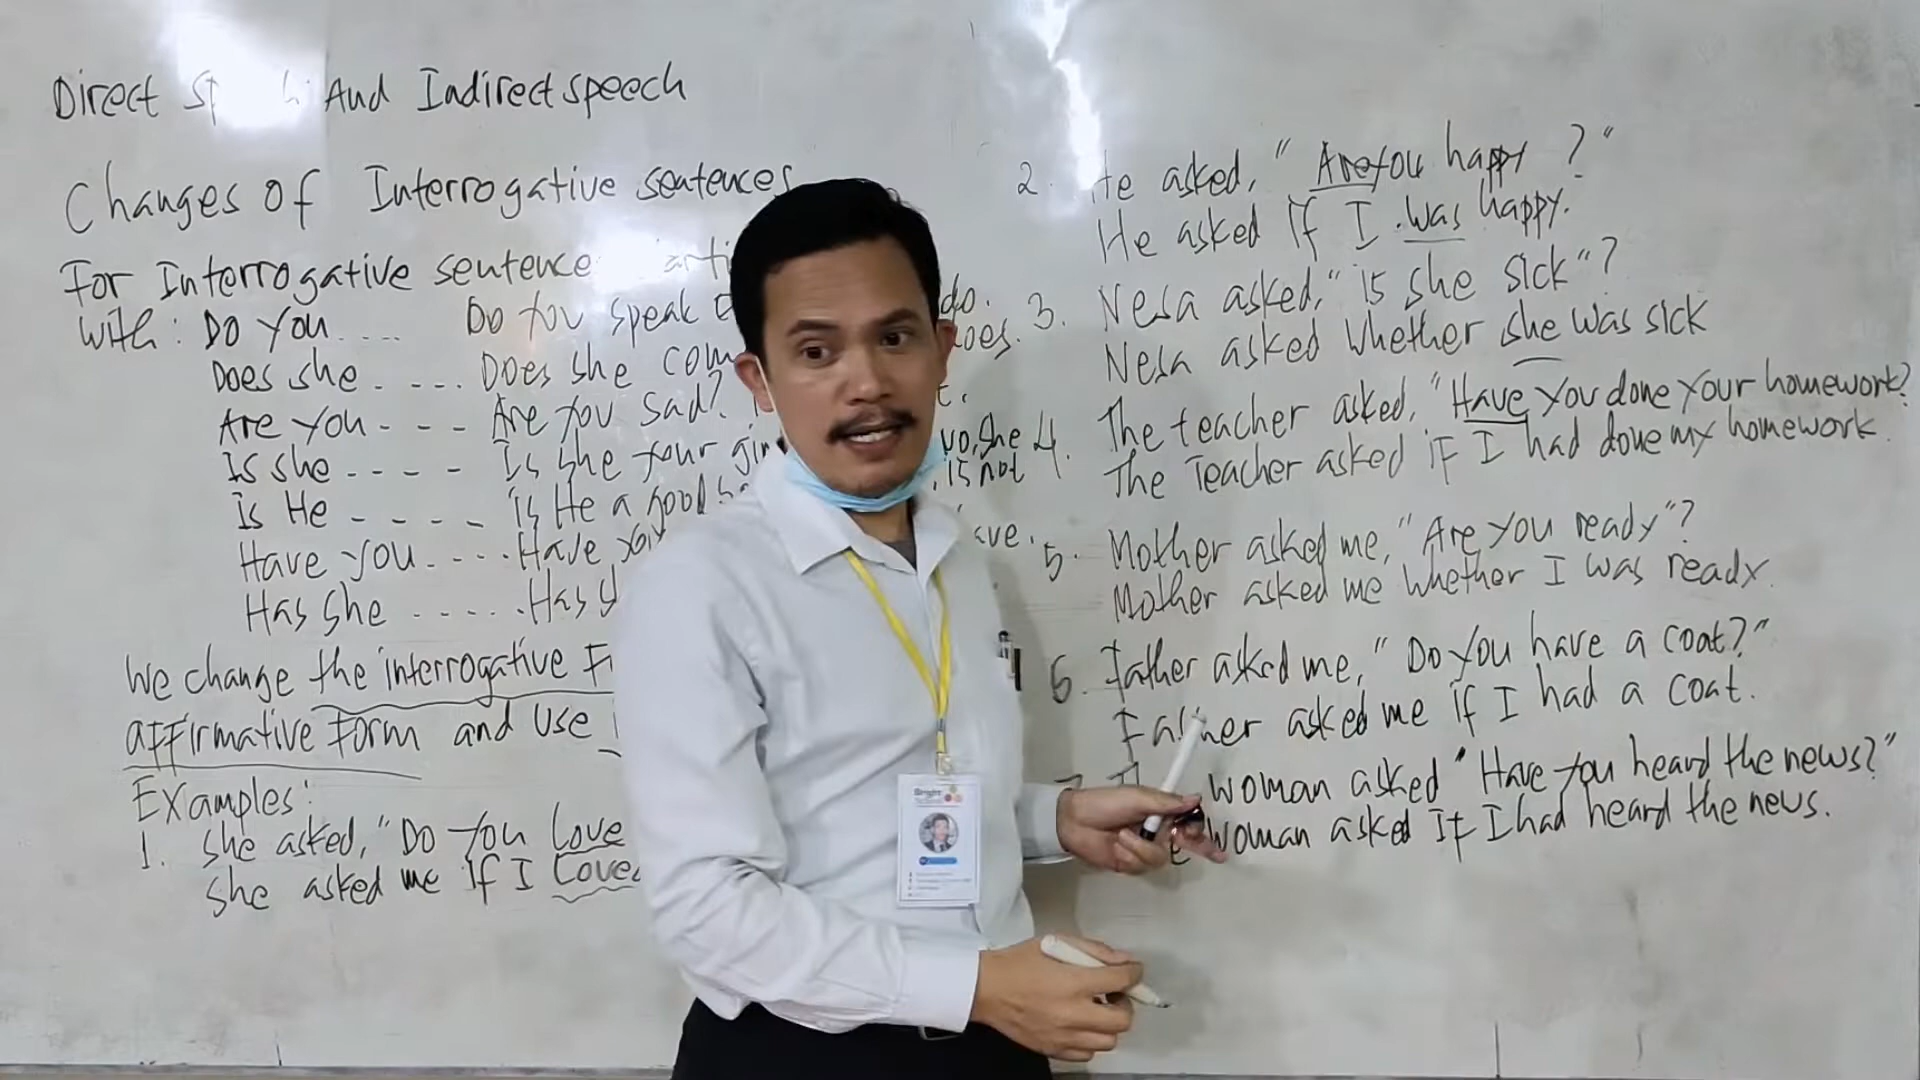 Direct And Indirect speech
Changes OF Interrogative sentences
For Interrogative sentence
with: Do You.... Do you speak do.
Does she.... Does she does.
Are you--- Are you sad?
Is she---- Is she your no, she is not
Is He----- is He a good
Have you.... Have you
Has she ..... Has
We change the interrogative
affirmative Form and use
Examples:
1. She asked, "Do you Love
She asked me if I Love
2. He asked, "Are you happy?"
He asked if I was happy.
3. Nesa asked, "is she sick"?
Nesa asked whether she was sick
4. The teacher asked, "Have you done your homework?
The Teacher asked if I had done my homework.
5. Mother asked me, "Are you ready"?
Mother asked me whether I was ready.
6. Father asked me, "Do you have a coat?"
Father asked me if I had a coat.
woman asked "Have you heard the news?"
woman asked If I had heard the news.